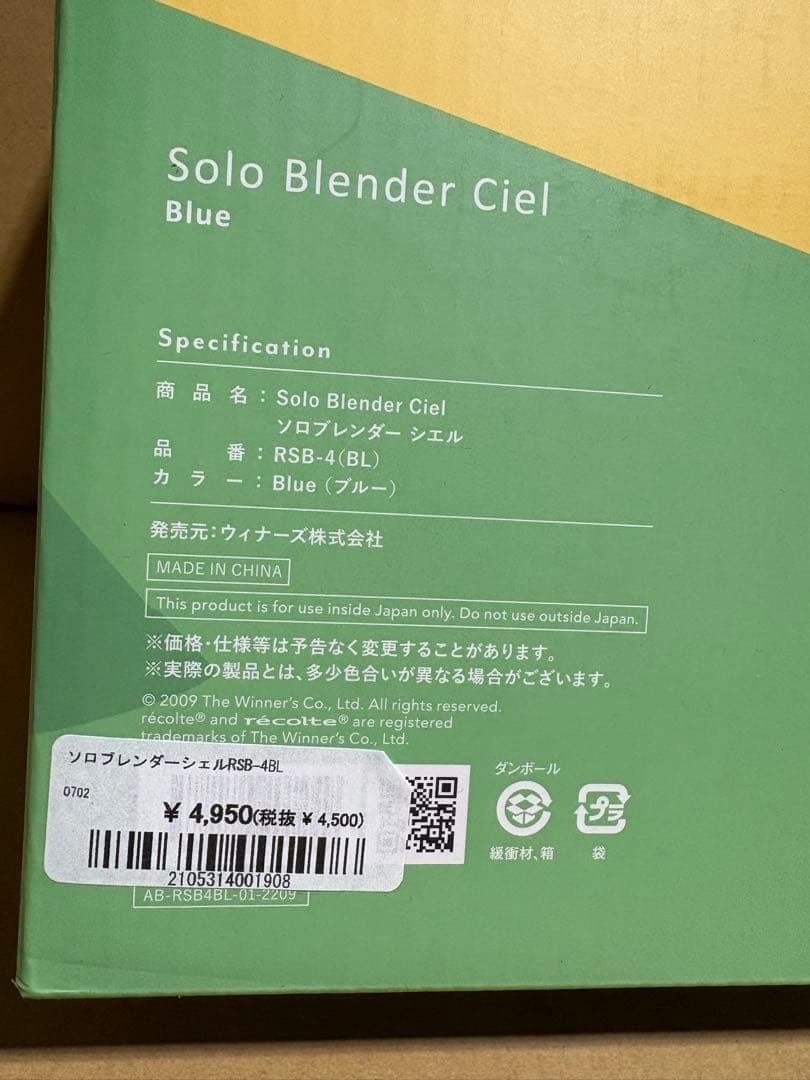 Solo Blender Ciel
Blue
Specification
商品名：Solo Blender Ciel
ソロブレンダー シエル
品番：RSB-4(BL)
カラー：Blue（ブルー）
発売元：ウィナーズ株式会社
MADE IN CHINA
This product is for use inside Japan only. Do not use outside Japan.
※価格・仕様等は予告なく変更することがあります。
※実際の製品とは、多少色合いが異なる場合がございます。
© 2009 The Winner's Co., Ltd. All rights reserved.
récolte® and récolte® are registered
trademarks of The Winner's Co., Ltd.
ソロブレンダーシェルRSB-4BL
0702
¥ 4,950(税抜 ¥ 4,500)
2105314001908
AB-RSB4BL-01-2209
ダンボール
プラ
緩衝材、箱
袋